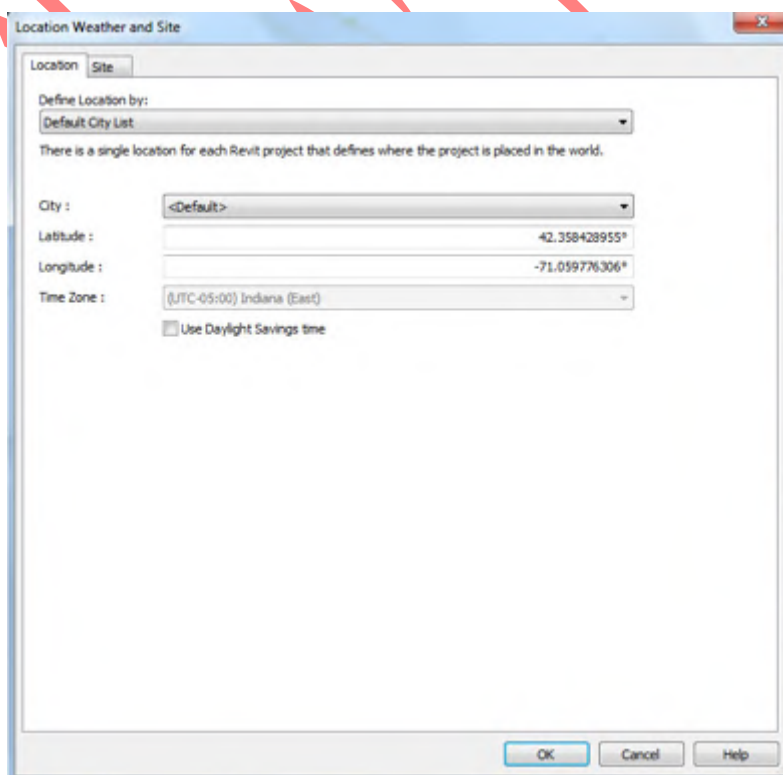 Location Weather and Site
Location Site
Define Location by:
Default City List
There is a single location for each Revit project that defines where the project is placed in the world.
City : <Default>
Latitude : 42.358428955°
Longitude : -71.059776306°
Time Zone : (UTC-05:00) Indiana (East)
Use Daylight Savings time
OK Cancel Help